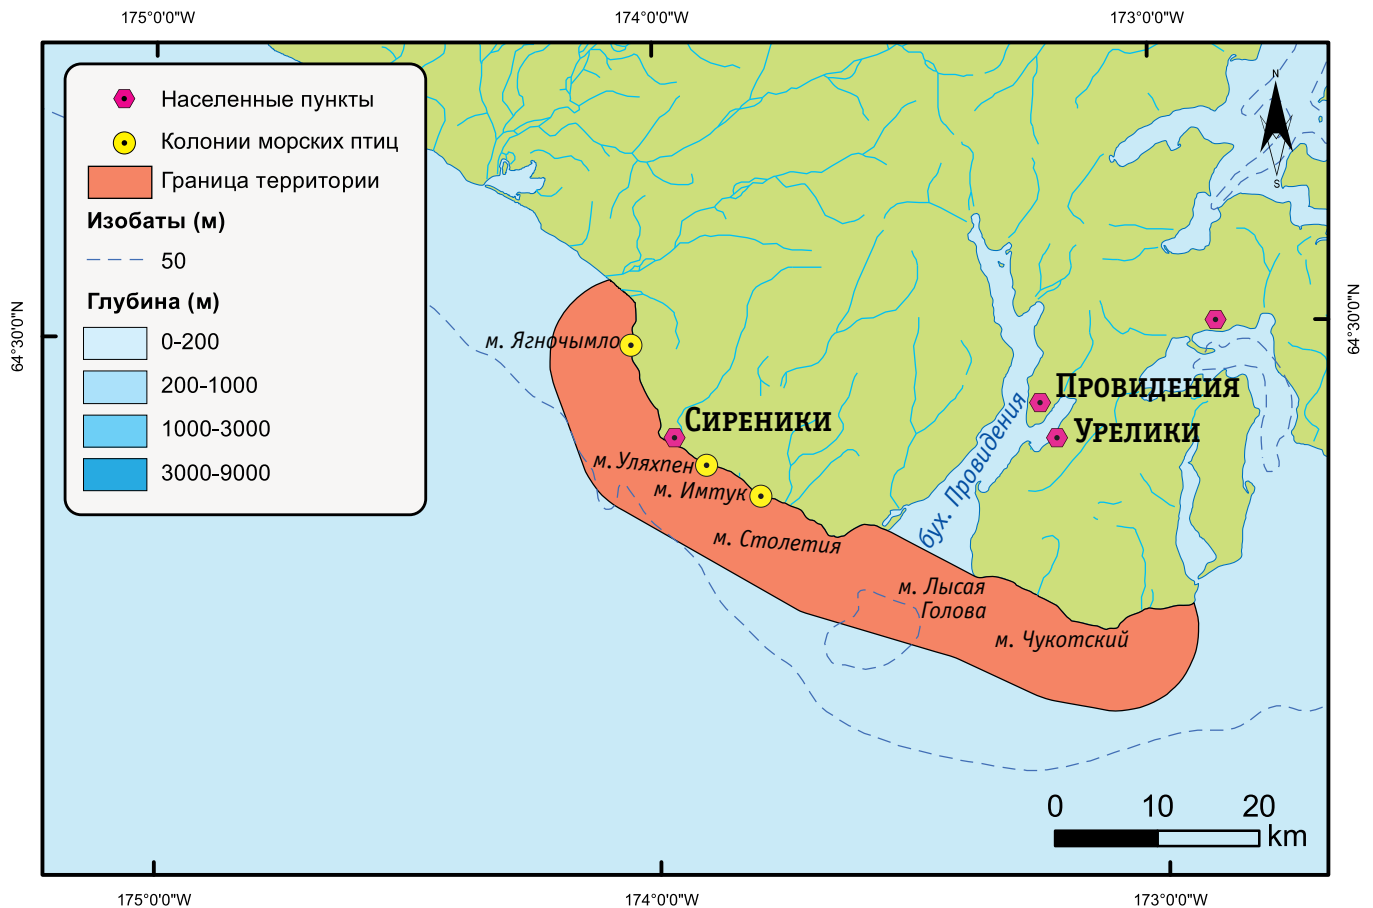 175°0'0"W
174°0'0"W
173°0'0"W
Населенные пункты
Колонии морских птиц
Граница территории
Изобаты (м)
50
Глубина (м)
0-200
200-1000
1000-3000
3000-9000
N
S
64°30'0"N
64°30'0"N
м. Ягночымло
Сиреники
м. Уляхпен
м. Имтук
м. Столетия
бух. Провидения
Провидения
Урелики
м. Лысая
Голова
м. Чукотский
0 10 20
km
175°0'0"W
174°0'0"W
173°0'0"W